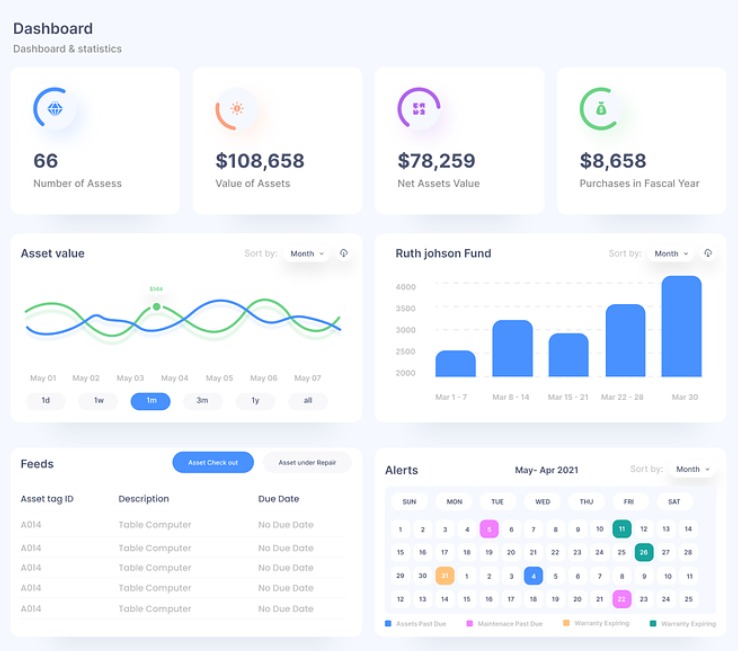 Dashboard
Dashboard & statistics
66
Number of Assess
$108,658
Value of Assets
$78,259
Net Assets Value
$8,658
Purchases in Fascal Year
Asset value
Sort by:
Month
May 01 May 02 May 03 May 04 May 05 May 06 May 07
1d 1w 1m 3m 1y all
Ruth johson Fund
Sort by:
Month
4000
3500
3000
2500
2000
Mar 1 - 7 Mar 8 - 14 Mar 15 - 21 Mar 22 - 28 Mar 30
Feeds
Asset Check out
Asset under Repair
Asset tag ID Description Due Date
A014 Table Computer No Due Date
A014 Table Computer No Due Date
A014 Table Computer No Due Date
A014 Table Computer No Due Date
A014 Table Computer No Due Date
Alerts
May- Apr 2021
Sort by:
Month
SUN MON TUE WED THU FRI SAT
1 2 3 4 5 6 7 8 9 10 11 12 13 14
15 16 17 18 19 20 21 22 23 24 25 26 27 28
29 30 31 1 2 3 4 5 6 7 8 9 10 11
12 13 14 15 16 17 18 19 20 21 22 23 24 25
Assets Past Due
Maintenace Past Due
Warranty Expiring
Warranty Expiring